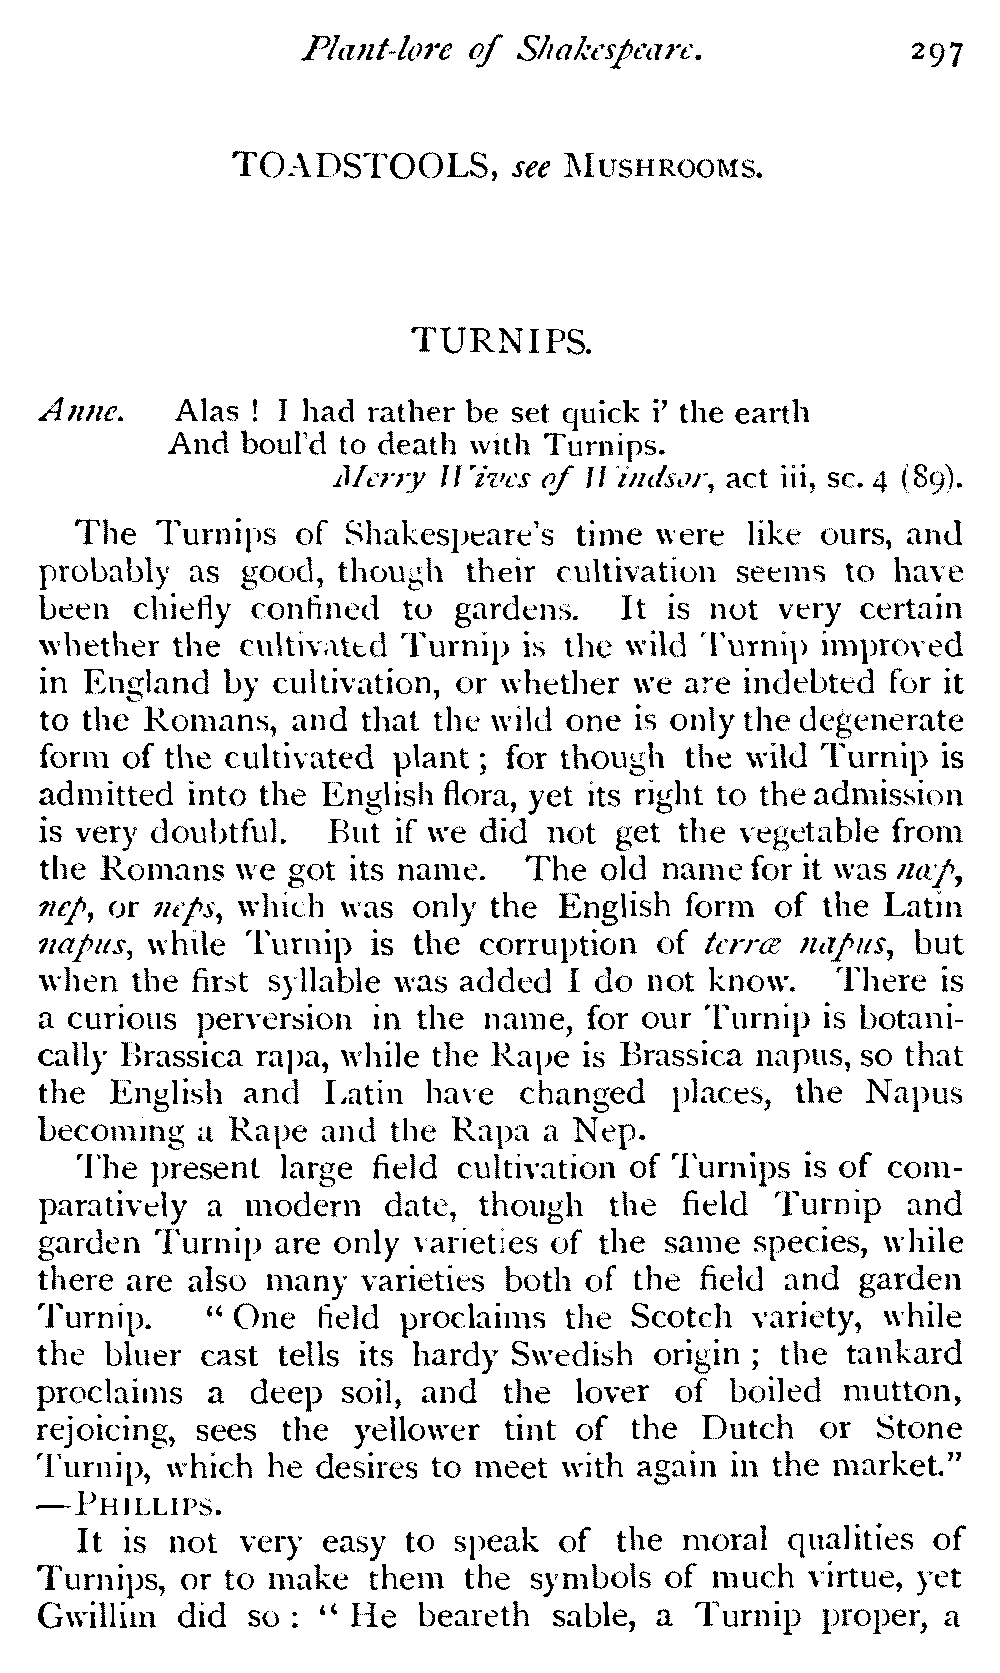 Plant-lore of Shakespeare. 297
TOADSTOOLS, see MUSHROOMS.
TURNIPS.
Anne. Alas ! I had rather be set quick i' the earth
And boul'd to death with Turnips.
Merry Wives of Windsor, act iii, sc. 4 (89).
The Turnips of Shakespeare's time were like ours, and
probably as good, though their cultivation seems to have
been chiefly confined to gardens. It is not very certain
whether the cultivated Turnip is the wild Turnip improved
in England by cultivation, or whether we are indebted for it
to the Romans, and that the wild one is only the degenerate
form of the cultivated plant ; for though the wild Turnip is
admitted into the English flora, yet its right to the admission
is very doubtful. But if we did not get the vegetable from
the Romans we got its name. The old name for it was næp,
nep, or neps, which was only the English form of the Latin
napus, while Turnip is the corruption of terræ napus, but
when the first syllable was added I do not know. There is
a curious perversion in the name, for our Turnip is botani-
cally Brassica rapa, while the Rape is Brassica napus, so that
the English and Latin have changed places, the Napus
becoming a Rape and the Rapa a Nep.
The present large field cultivation of Turnips is of com-
paratively a modern date, though the field Turnip and
garden Turnip are only varieties of the same species, while
there are also many varieties both of the field and garden
Turnip. “ One field proclaims the Scotch variety, while
the bluer cast tells its hardy Swedish origin ; the tankard
proclaims a deep soil, and the lover of boiled mutton,
rejoicing, sees the yellower tint of the Dutch or Stone
Turnip, which he desires to meet with again in the market.”
—PHILLIPS.
It is not very easy to speak of the moral qualities of
Turnips, or to make them the symbols of much virtue, yet
Gwillim did so : “ He beareth sable, a Turnip proper, a